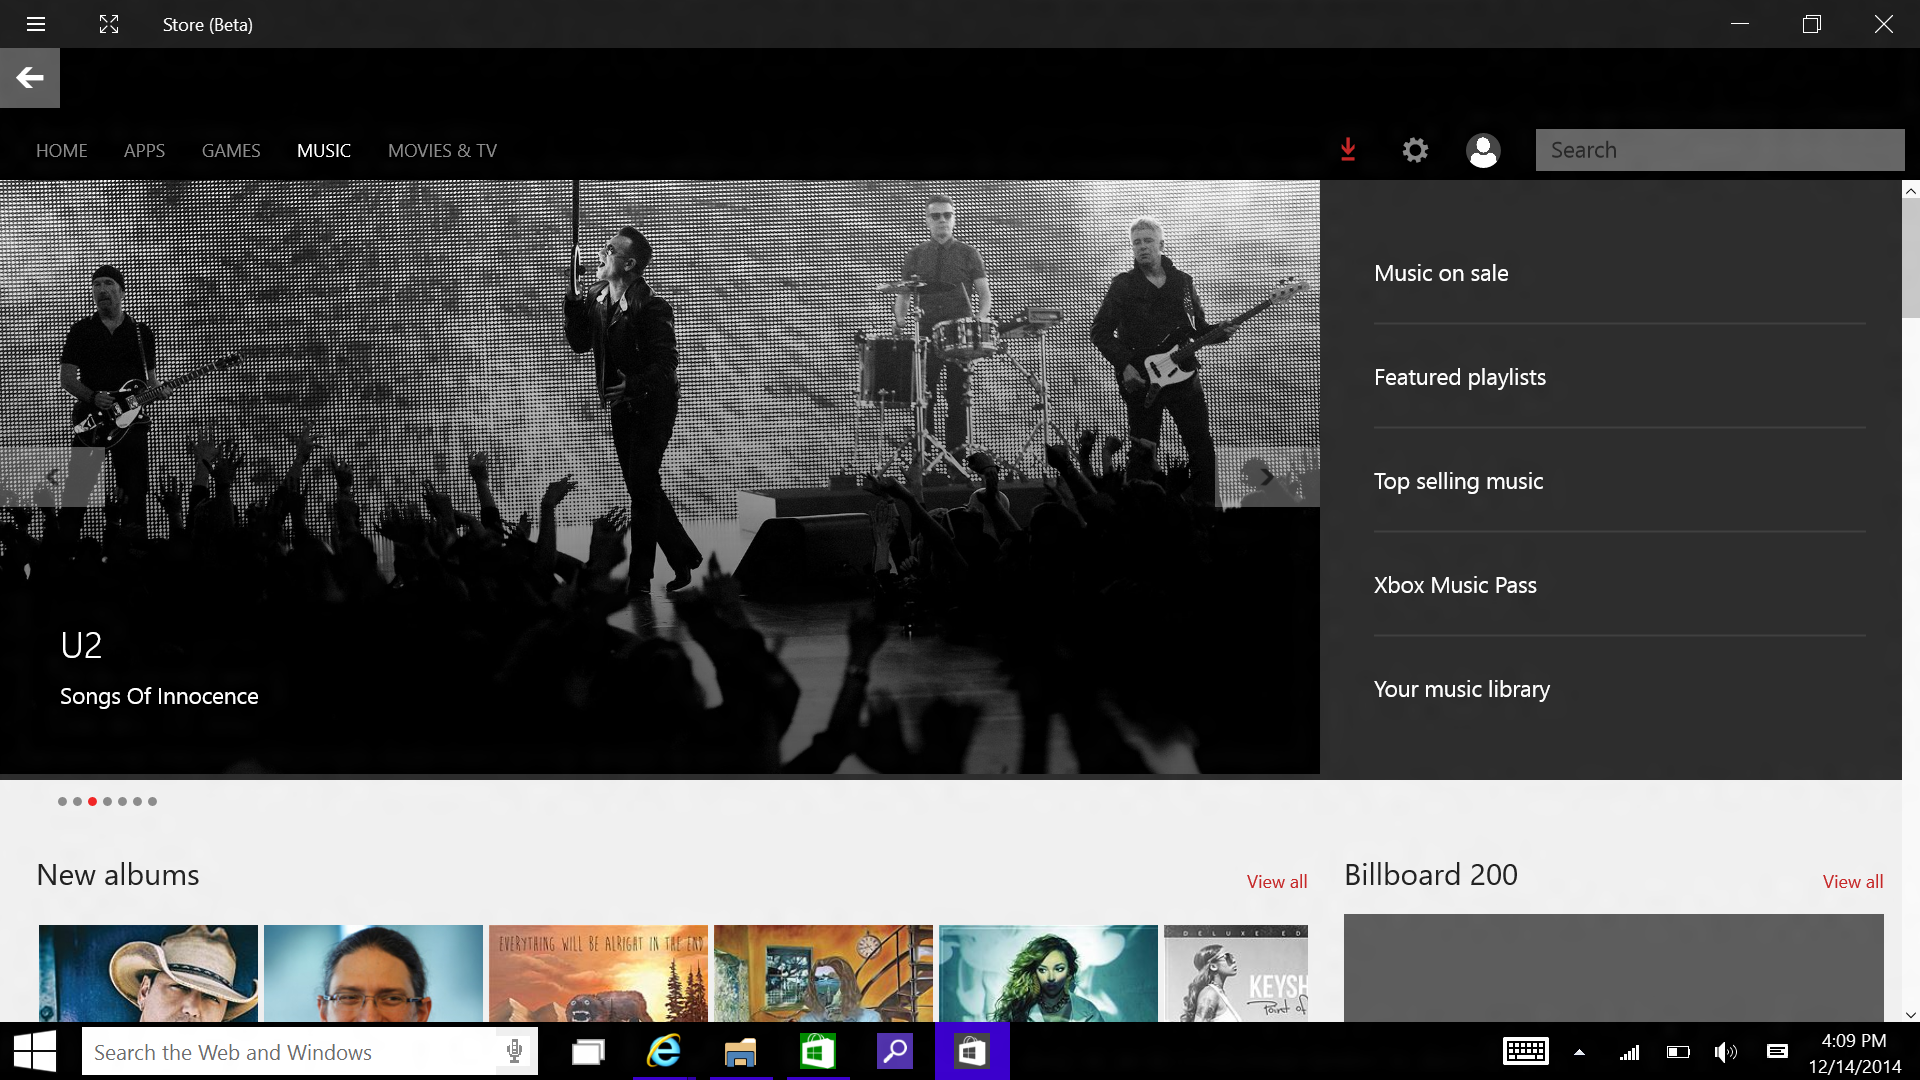 Store (Beta)
HOME
APPS
GAMES
MUSIC
MOVIES & TV
Search
Music on sale
Featured playlists
Top selling music
Xbox Music Pass
Your music library
U2
Songs Of Innocence
New albums
View all
Billboard 200
View all
EVERYTHING WILL BE ALRIGHT IN THE END
DELUXE ED
KEYSH
Point of
Search the Web and Windows
4:09 PM
12/14/2014